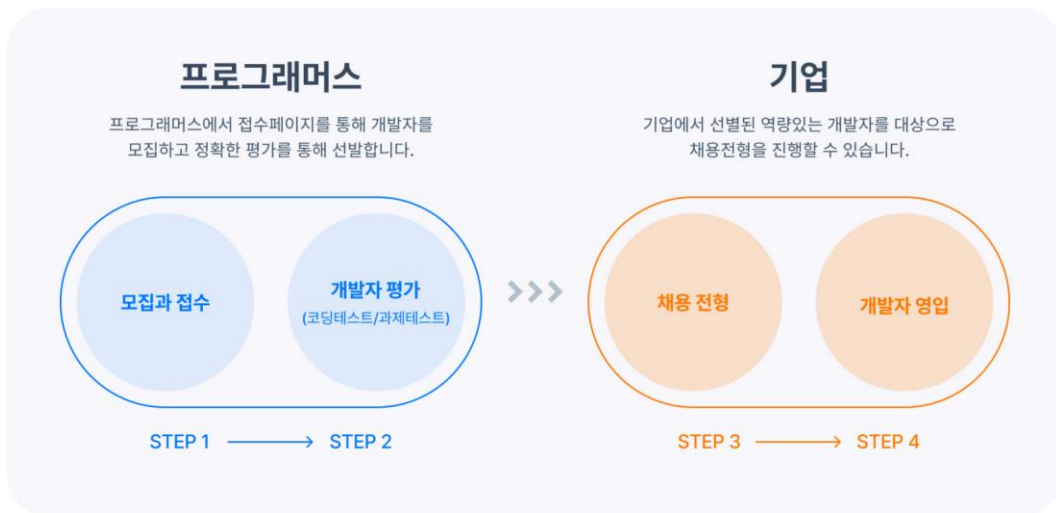 프로그래머스
프로그래머스에서 접수페이지를 통해 개발자를
모집하고 정확한 평가를 통해 선발합니다.
모집과 접수
개발자 평가
(코딩테스트/과제테스트)
STEP 1
STEP 2
기업
기업에서 선별된 역량있는 개발자를 대상으로
채용전형을 진행할 수 있습니다.
채용 전형
개발자 영입
STEP 3
STEP 4